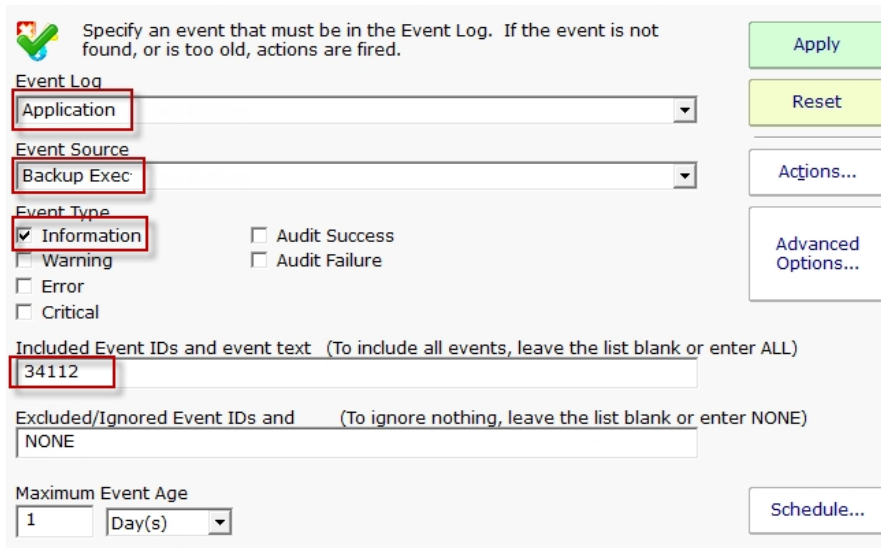 Specify an event that must be in the Event Log.  If the event is not
found, or is too old, actions are fired.
Apply
Event Log
Application
Reset
Event Source
Backup Exec
Actions...
Event Type
Information
Audit Success
Warning
Audit Failure
Advanced
Options...
Error
Critical
Included Event IDs and event text  (To include all events, leave the list blank or enter ALL)
34112
Excluded/Ignored Event IDs and  (To ignore nothing, leave the list blank or enter NONE)
NONE
Maximum Event Age
1 Day(s)
Schedule...